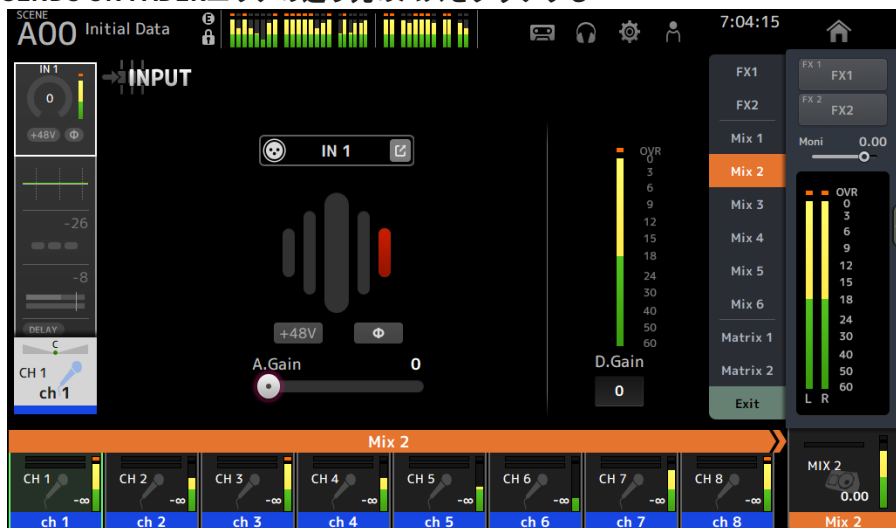 SCENE
A00 Initial Data
E
7:04:15
IN 1
0
+48V Φ
-26
-8
DELAY
C
CH 1
ch 1
INPUT
IN 1
+48V
Φ
A.Gain 0
OVR
0
3
6
9
12
15
18
24
30
40
50
60
D.Gain
0
FX1
FX2
Mix 1
Mix 2
Mix 3
Mix 4
Mix 5
Mix 6
Matrix 1
Matrix 2
Exit
FX 1
FX1
FX 2
FX2
Moni 0.00
OVR
0
3
6
9
12
15
18
24
30
40
50
60
L R
Mix 2
CH 1 CH 2 CH 3 CH 4 CH 5 CH 6 CH 7 CH 8
-∞ -∞ -∞ -∞ -∞ -∞ -∞ -∞
ch 1 ch 2 ch 3 ch 4 ch 5 ch 6 ch 7 ch 8
MIX 2
0.00
Mix 2